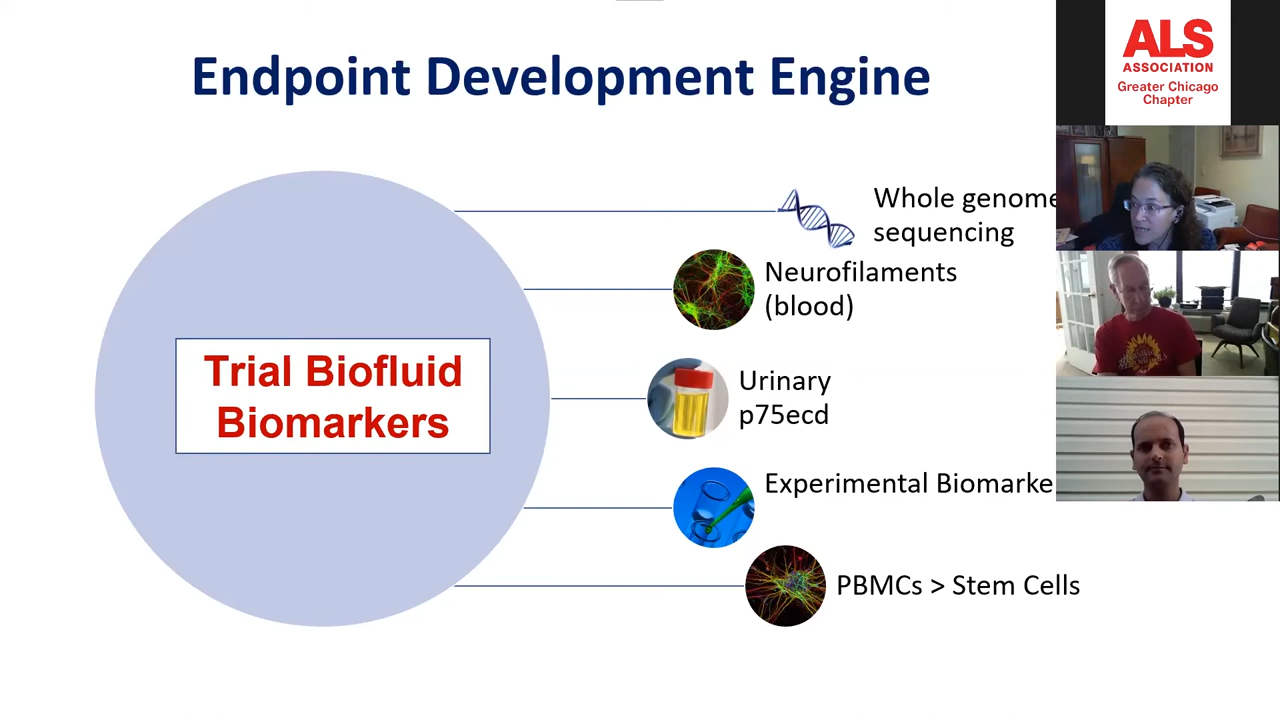 Endpoint Development Engine
ALS
ASSOCIATION
Greater Chicago
Chapter
Whole genome
sequencing
Neurofilaments
(blood)
Trial Biofluid
Biomarkers
Urinary
p75ecd
Experimental Biomarke
PBMCs > Stem Cells